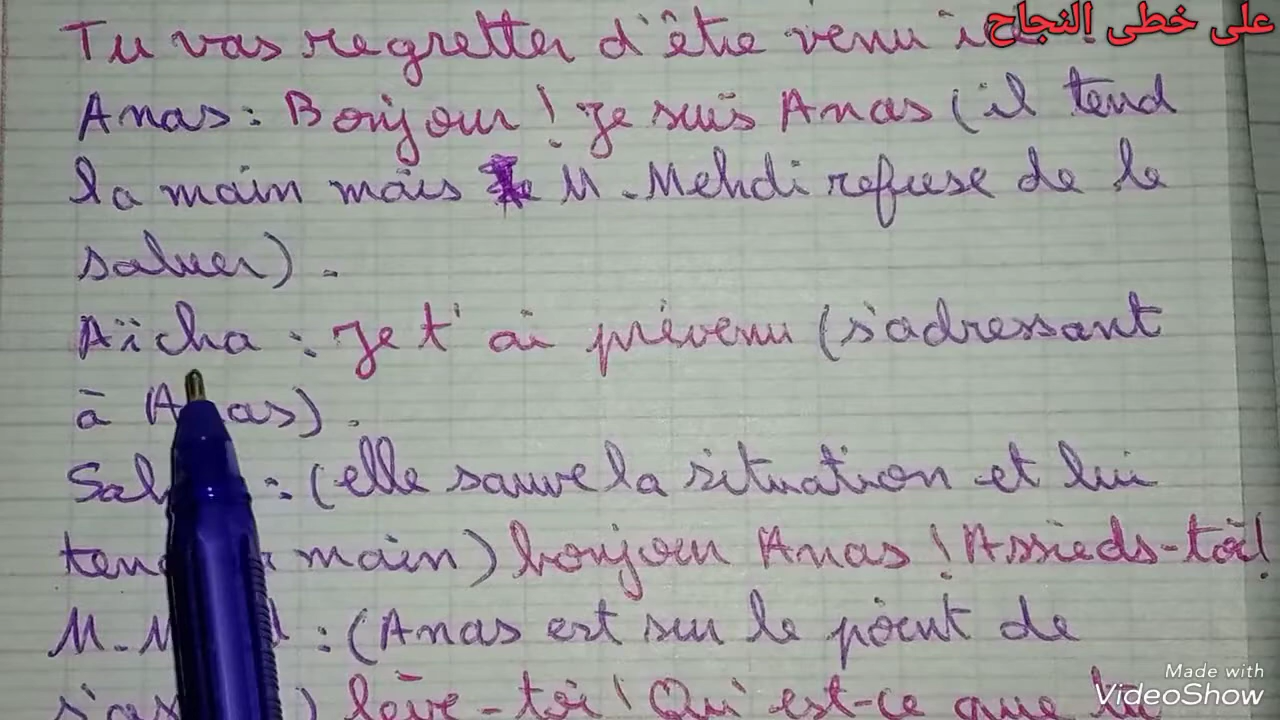 على خطى النجاح
Tu vas regretter d'être venu
Anas : Bonjour ! Je suis Anas (il tend
la main mais M. Mehdi refuse de le
saluer).
Aïcha : Je t'ai prévenu (s'adressant
à Anas).
: (elle sauve la situation et lui
main) bonjour Anas ! Assieds-toi!
: (Anas est sur le point de
) lève-toi ! Qui est-ce que
Made with
VideoShow